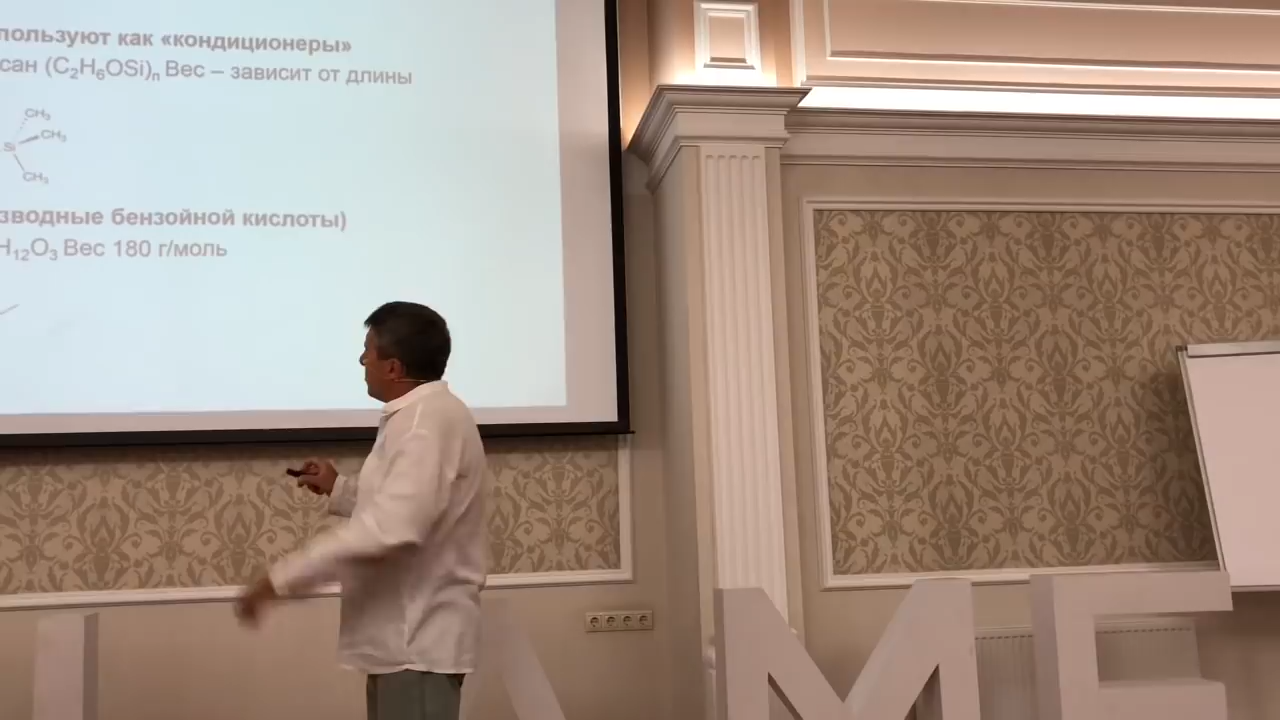 пользуют как «кондиционеры»
сан (C₂H₆OSi)ₙ Вес – зависит от длины
CH₃
CH₃
Si
CH₃
зводные бензойной кислоты)
H₁₂O₃ Вес 180 г/моль
ME